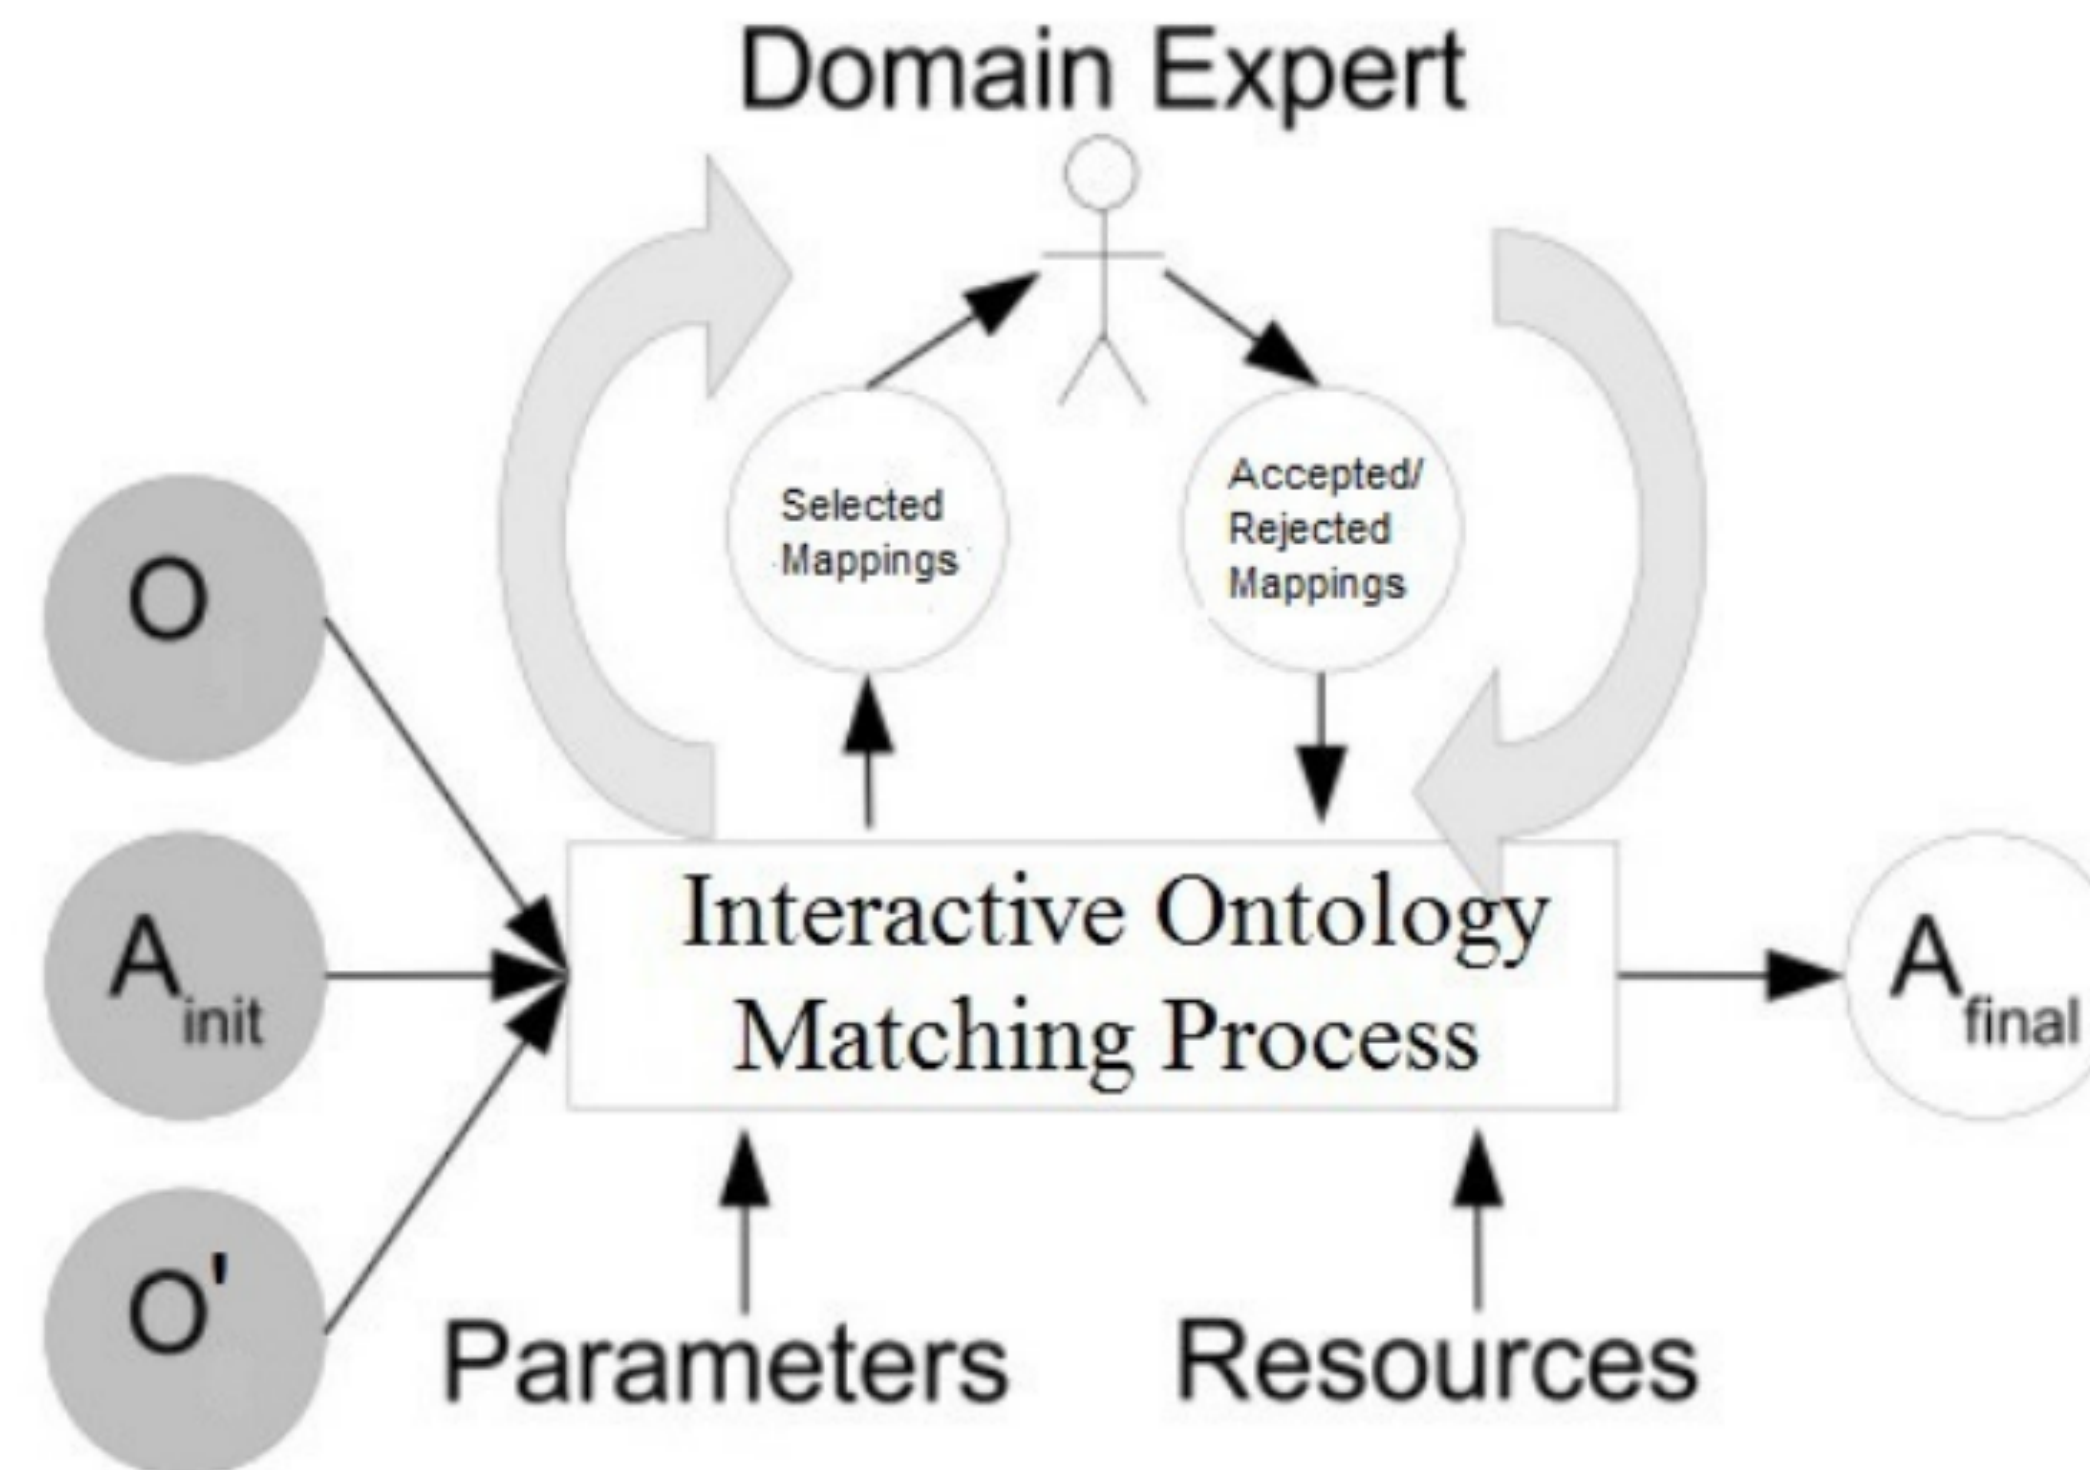 Domain Expert
Selected
Mappings
Accepted/
Rejected
Mappings
O
A init
O'
Interactive Ontology
Matching Process
A final
Parameters
Resources